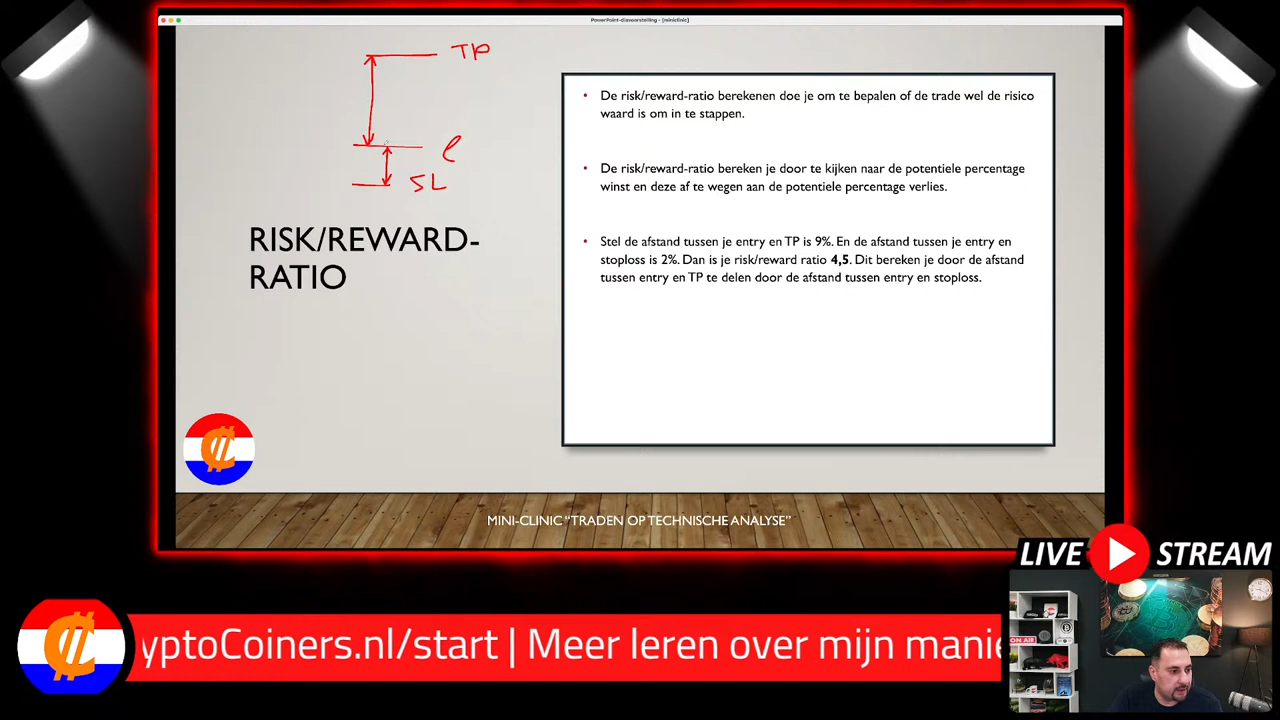 PowerPoint-diavoorstelling - [miniclinic]
TP
e
SL
RISK/REWARD-
RATIO
• De risk/reward-ratio berekenen doe je om te bepalen of de trade wel de risico
waard is om in te stappen.
• De risk/reward-ratio bereken je door te kijken naar de potentiele percentage
winst en deze af te wegen aan de potentiele percentage verlies.
• Stel de afstand tussen je entry en TP is 9%. En de afstand tussen je entry en
stoploss is 2%. Dan is je risk/reward ratio 4,5. Dit bereken je door de afstand
tussen entry en TP te delen door de afstand tussen entry en stoploss.
MINI-CLINIC “TRADEN OP TECHNISCHE ANALYSE”
LIVE STREAM
ON AIR
yptoCoiners.nl/start | Meer leren over mijn manie